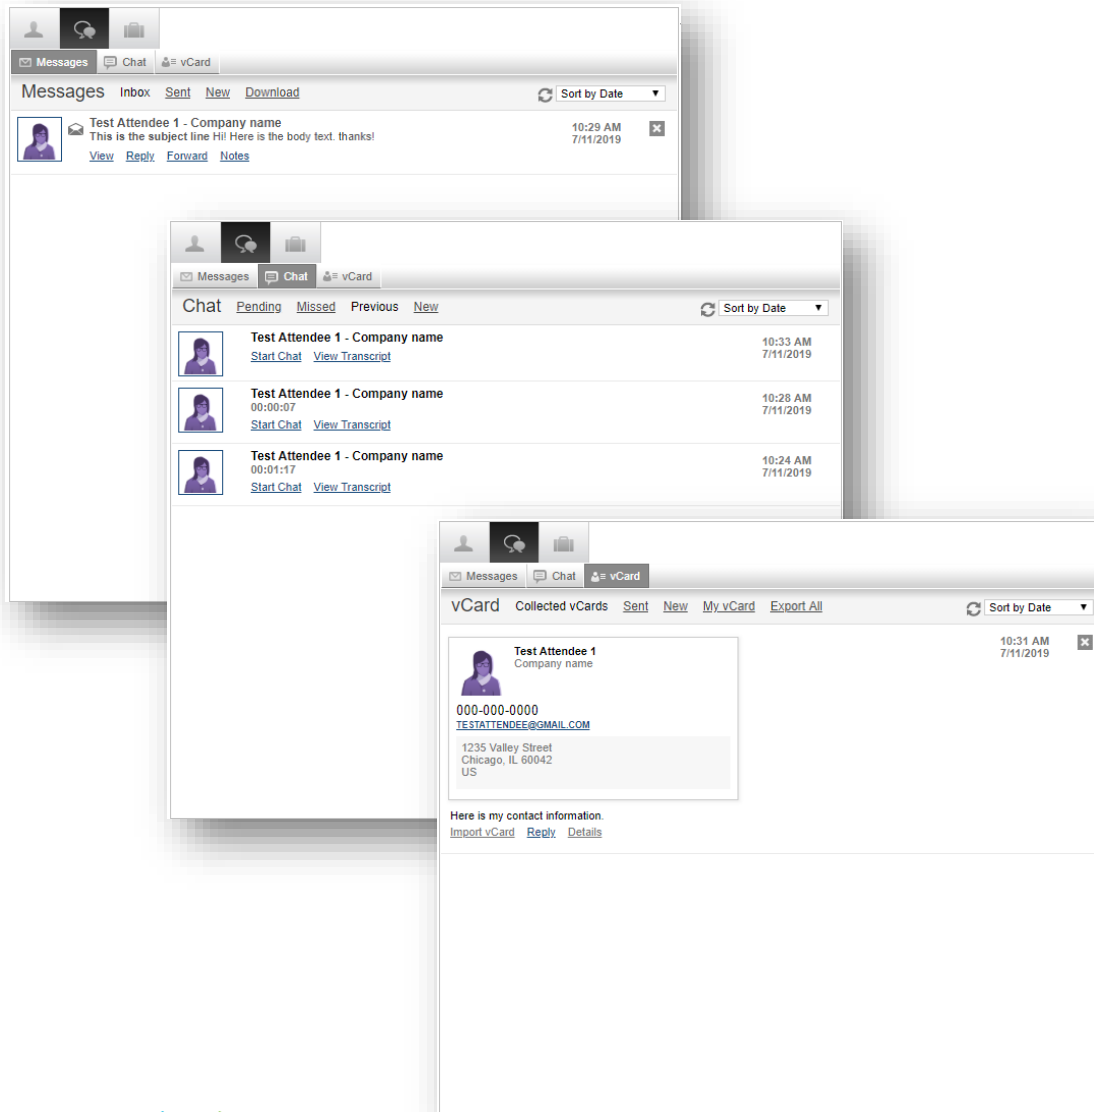 Messages Chat vCard
Messages Inbox Sent New Download Sort by Date
Test Attendee 1 - Company name
This is the subject line Hi! Here is the body text. thanks!
10:29 AM
7/11/2019
View Reply Forward Notes
Messages Chat vCard
Chat Pending Missed Previous New Sort by Date
Test Attendee 1 - Company name
Start Chat View Transcript
10:33 AM
7/11/2019
Test Attendee 1 - Company name
00:00:07
Start Chat View Transcript
10:28 AM
7/11/2019
Test Attendee 1 - Company name
00:01:17
Start Chat View Transcript
10:24 AM
7/11/2019
Messages Chat vCard
vCard Collected vCards Sent New My vCard Export All Sort by Date
Test Attendee 1
Company name
10:31 AM
7/11/2019
000-000-0000
TESTATTENDEE@GMAIL.COM
1235 Valley Street
Chicago, IL 60042
US
Here is my contact information.
Import vCard Reply Details